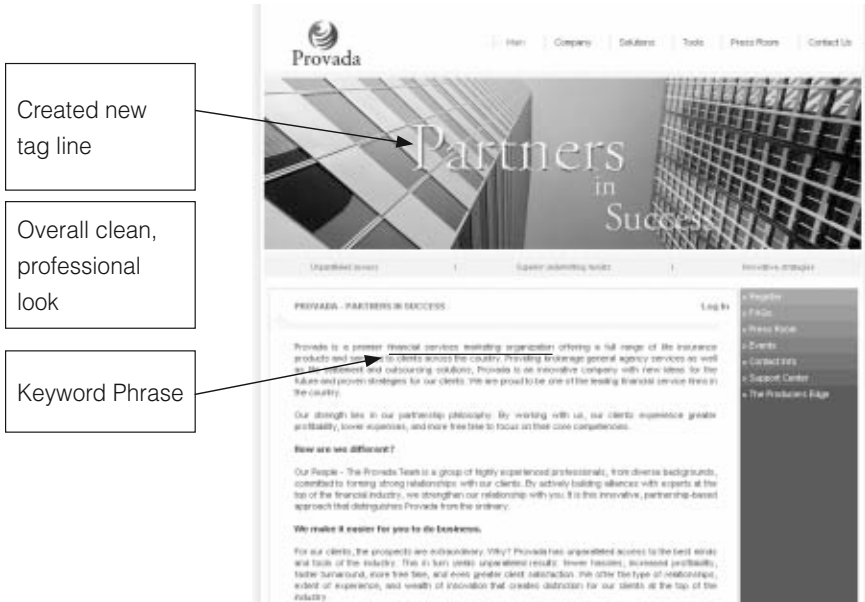 Provada
Main Company Solutions Tools Press Room Contact Us
Created new
tag line
Partners
in
Success
Overall clean,
professional
look
Unparalleled access | Superior underwriting results | Innovative strategies
PROVADA - PARTNERS IN SUCCESS Log In
» Register
» FAQs
» Press Room
» Events
» Contact Info
» Support Center
» The Producers Edge
Keyword Phrase
Provada is a premier financial services marketing organization offering a full range of life insurance
products and services to clients across the country. Providing brokerage general agency services as well
as life settlement and outsourcing solutions, Provada is an innovative company with new ideas for the
future and proven strategies for our clients. We are proud to be one of the leading financial service firms in
the country.
Our strength lies in our partnership philosophy. By working with us, our clients experience greater
profitability, lower expenses, and more free time to focus on their core competencies.
How are we different?
Our People - The Provada Team is a group of highly experienced professionals, from diverse backgrounds,
committed to forming strong relationships with our clients. By actively building alliances with experts at the
top of the financial industry, we strengthen our relationship with you. It is this innovative, partnership-based
approach that distinguishes Provada from the ordinary.
We make it easier for you to do business.
For our clients, the prospects are extraordinary. Why? Provada has unparalleled access to the best minds
and tools of the industry. This in turn yields unparalleled results: fewer hassles, increased profitability,
faster turnaround, more free time, and even greater client satisfaction. We offer the type of relationships,
extent of experience, and wealth of innovation that creates distinction for our clients at the top of the
industry.